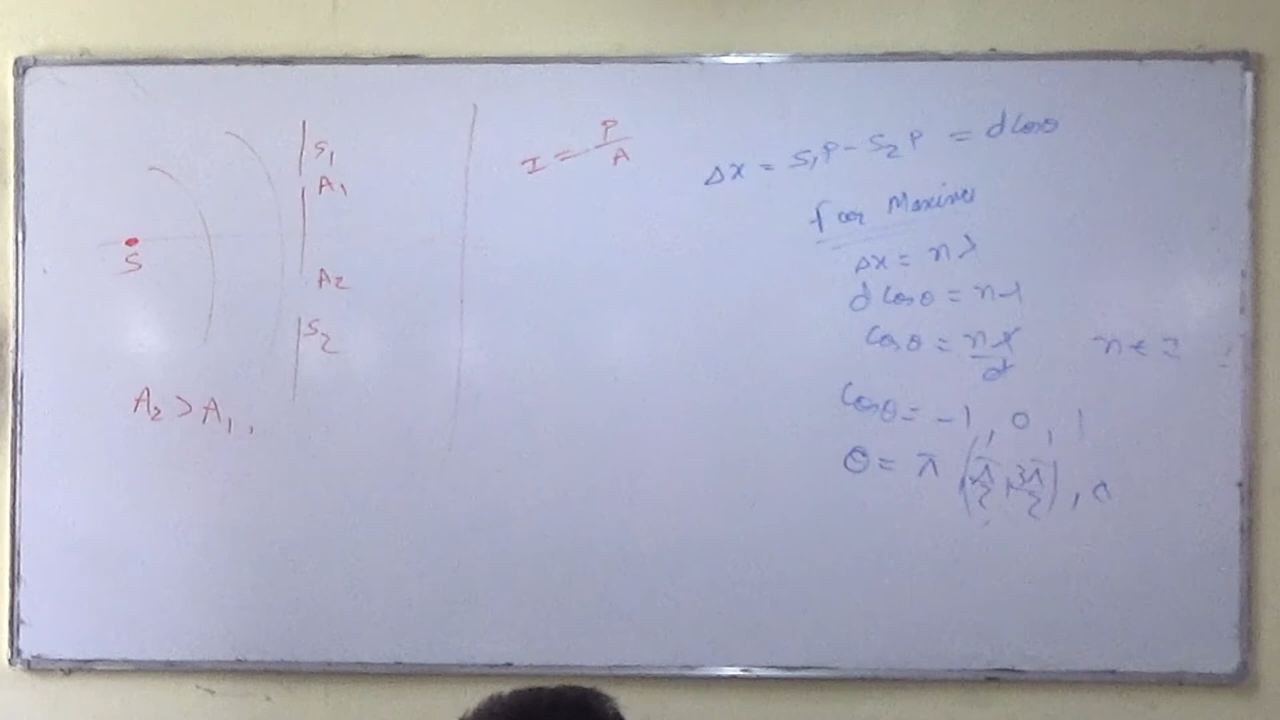 S
S₁
A₁
A₂
S₂
A₂ > A₁,,
I = P/A
Δx = S₁P - S₂P = d cosθ
For Maxima
Δx = nλ
d cosθ = nλ
cosθ = nλ/d n ∈ Z
cosθ = -1, 0, 1
θ = π (π/2, 3π/2), 0